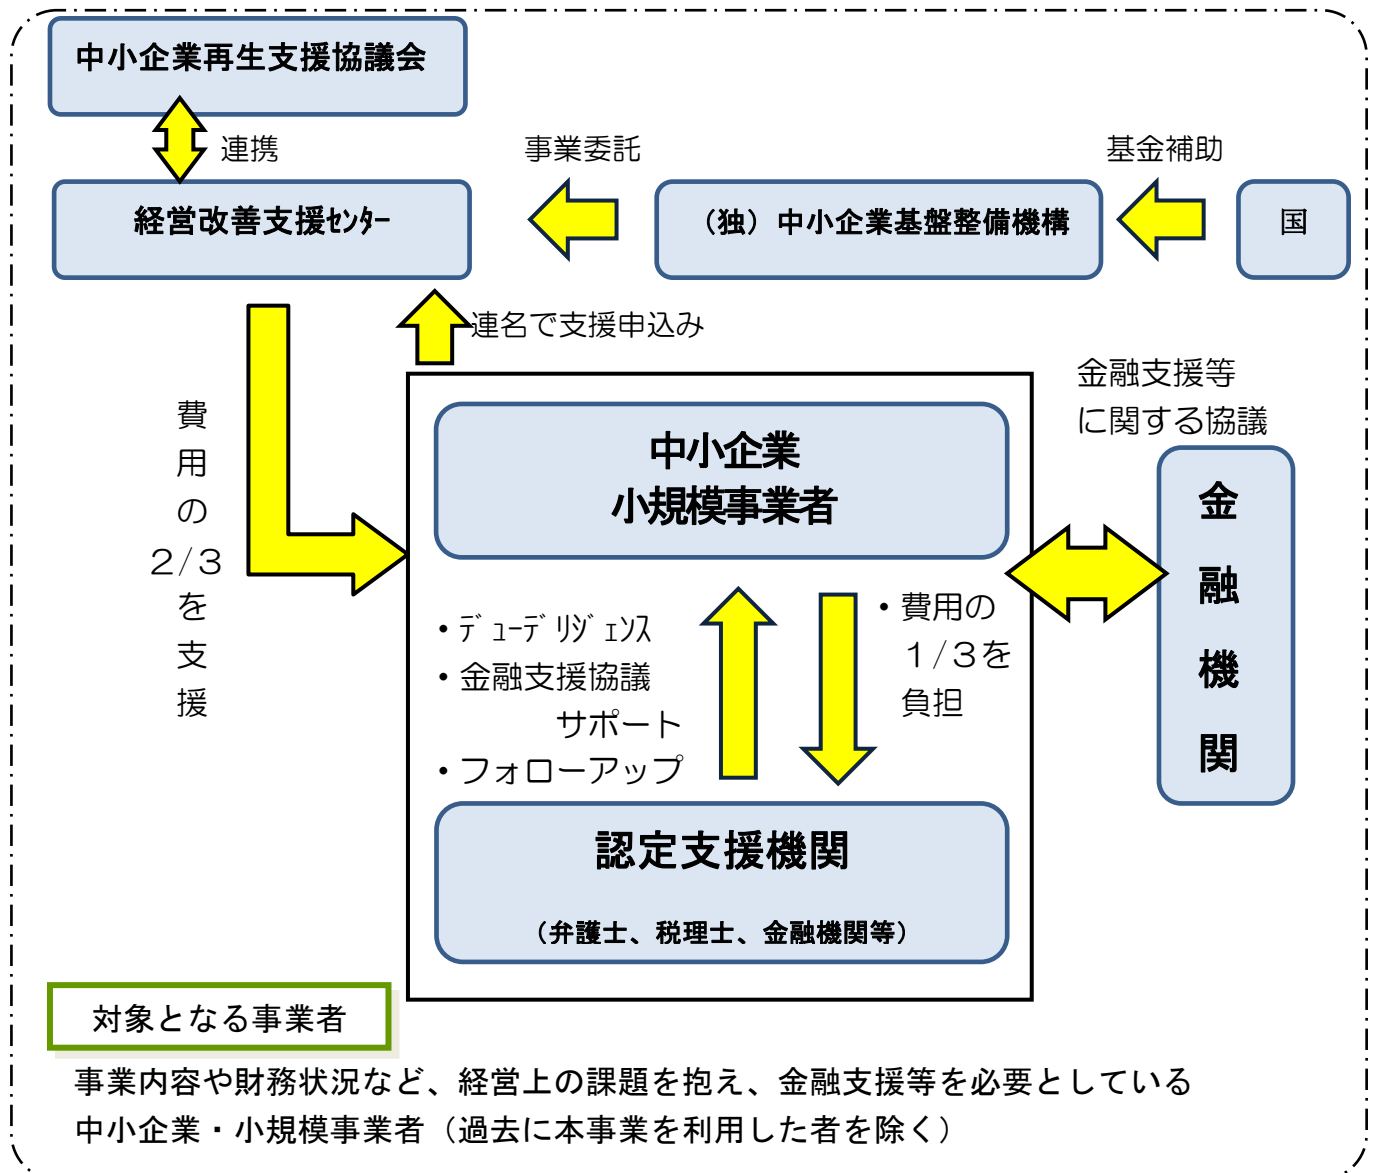 中小企業再生支援協議会
連携
事業委託
基金補助
経営改善支援ｾﾝﾀｰ
（独）中小企業基盤整備機構
国
連名で支援申込み
金融支援等
に関する協議
費用の２/３を支援
中小企業
小規模事業者
金融機関
・ﾃﾞｭｰﾃﾞﾘｼﾞｪﾝｽ
・金融支援協議
サポート
・フォローアップ
・費用の
１/３を
負担
認定支援機関
（弁護士、税理士、金融機関等）
対象となる事業者
事業内容や財務状況など、経営上の課題を抱え、金融支援等を必要としている
中小企業・小規模事業者（過去に本事業を利用した者を除く）